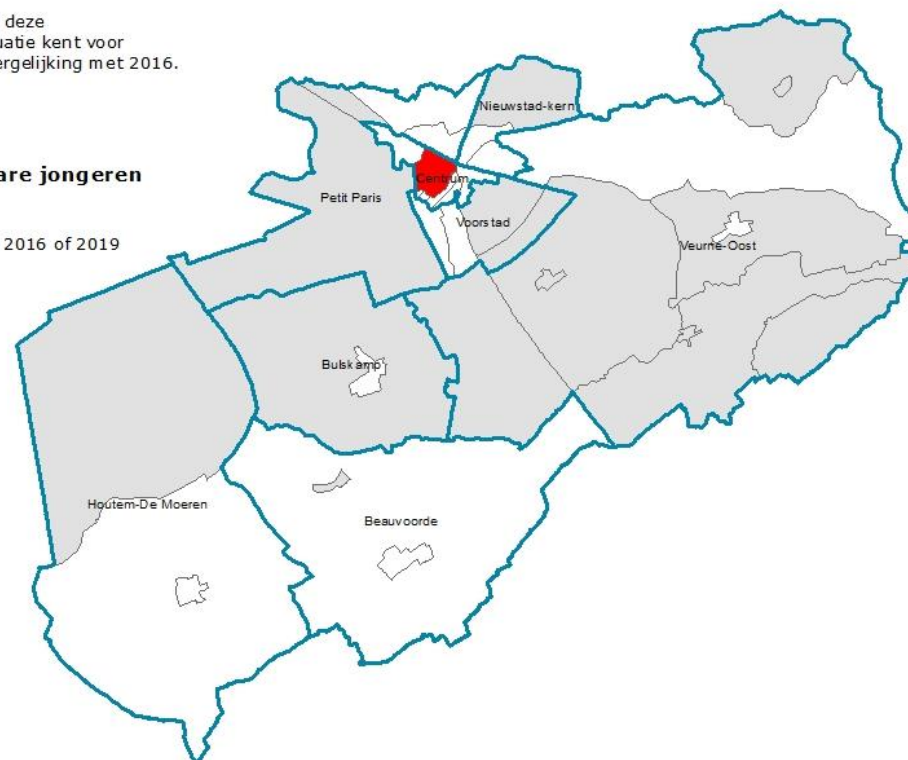 deze
uatie kent voor
ergelijking met 2016.
are jongeren
2016 of 2019
Nieuwstad-kern
Centrum
Petit Paris
Voorstad
Veurne-Oost
Bulskamp
Houtem-De Moeren
Beauvoorde